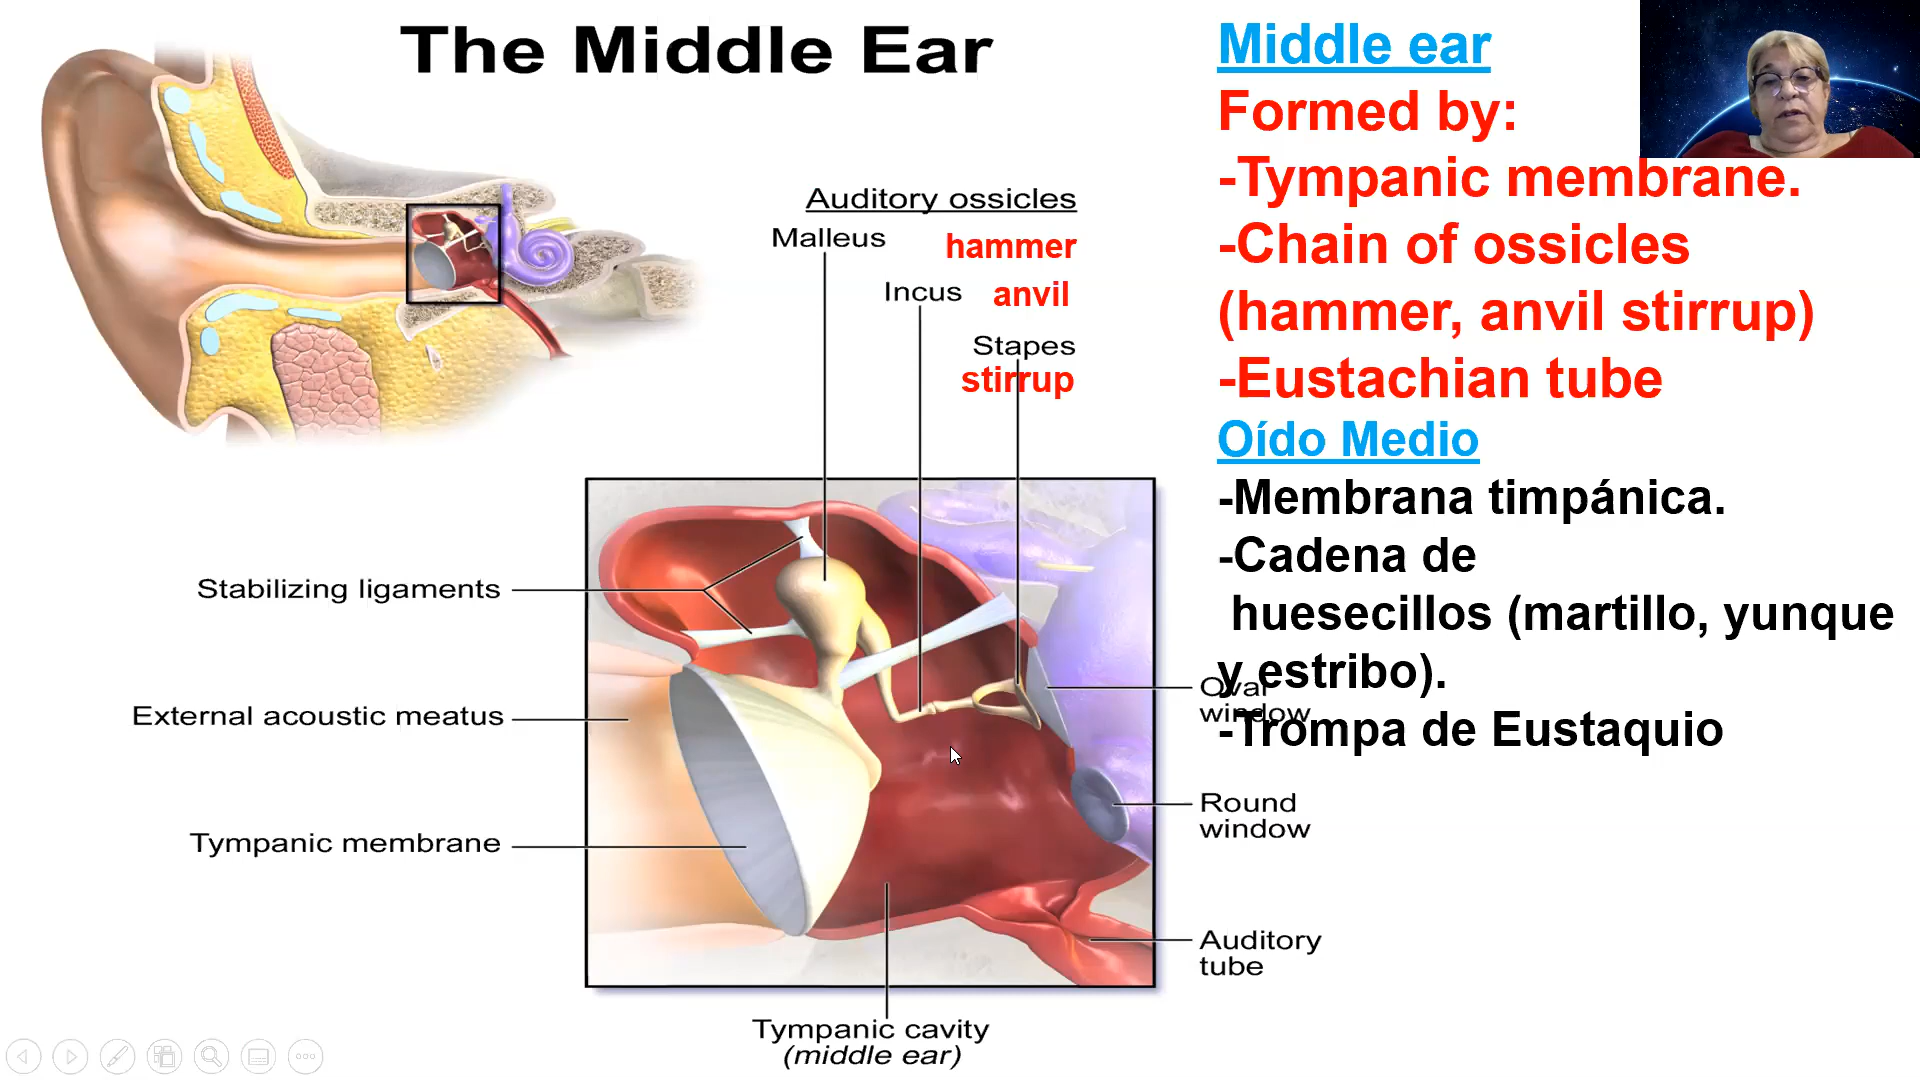 The Middle Ear
Auditory ossicles
Malleus
hammer
Incus
anvil
Stapes
stirrup
Stabilizing ligaments
External acoustic meatus
Tympanic membrane
Oval
window
Round
window
Auditory
tube
Tympanic cavity
(middle ear)
Middle ear
Formed by:
-Tympanic membrane.
-Chain of ossicles
(hammer, anvil stirrup)
-Eustachian tube
Oído Medio
-Membrana timpánica.
-Cadena de
huesecillos (martillo, yunque
y estribo).
-Trompa de Eustaquio